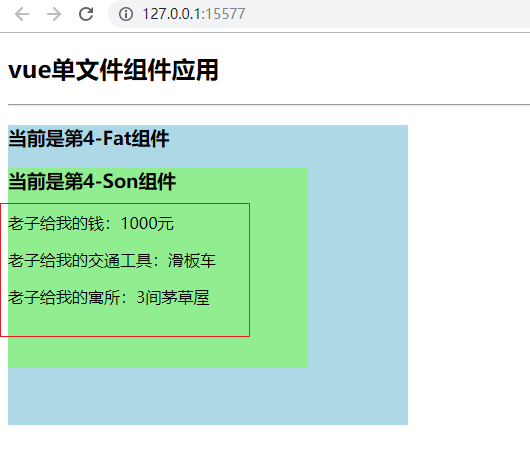 127.0.0.1:15577
vue单文件组件应用
当前是第4-Fat组件
当前是第4-Son组件
老子给我的钱：1000元
老子给我的交通工具：滑板车
老子给我的寓所：3间茅草屋